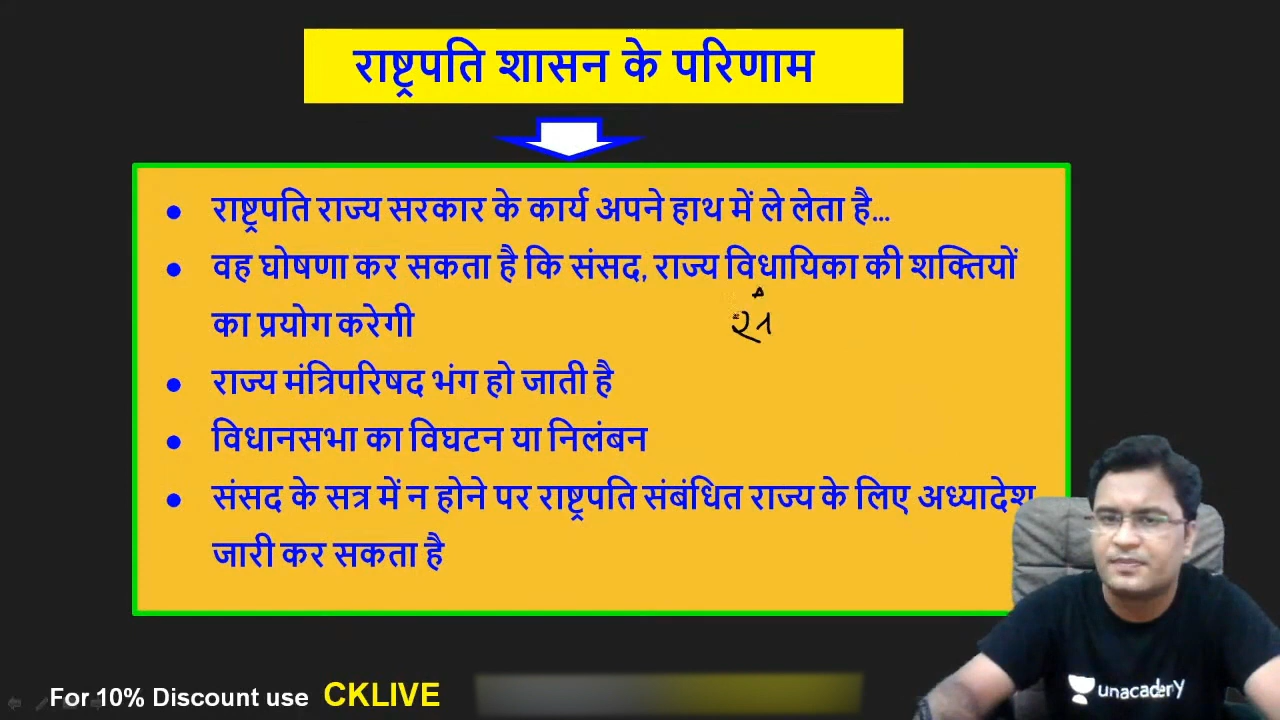 राष्ट्रपति शासन के परिणाम
• राष्ट्रपति राज्य सरकार के कार्य अपने हाथ में ले लेता है...
• वह घोषणा कर सकता है कि संसद, राज्य विधायिका की शक्तियों
का प्रयोग करेगी
• राज्य मंत्रिपरिषद भंग हो जाती है
• विधानसभा का विघटन या निलंबन
• संसद के सत्र में न होने पर राष्ट्रपति संबंधित राज्य के लिए अध्यादेश
जारी कर सकता है
unacademy
For 10% Discount use CKLIVE